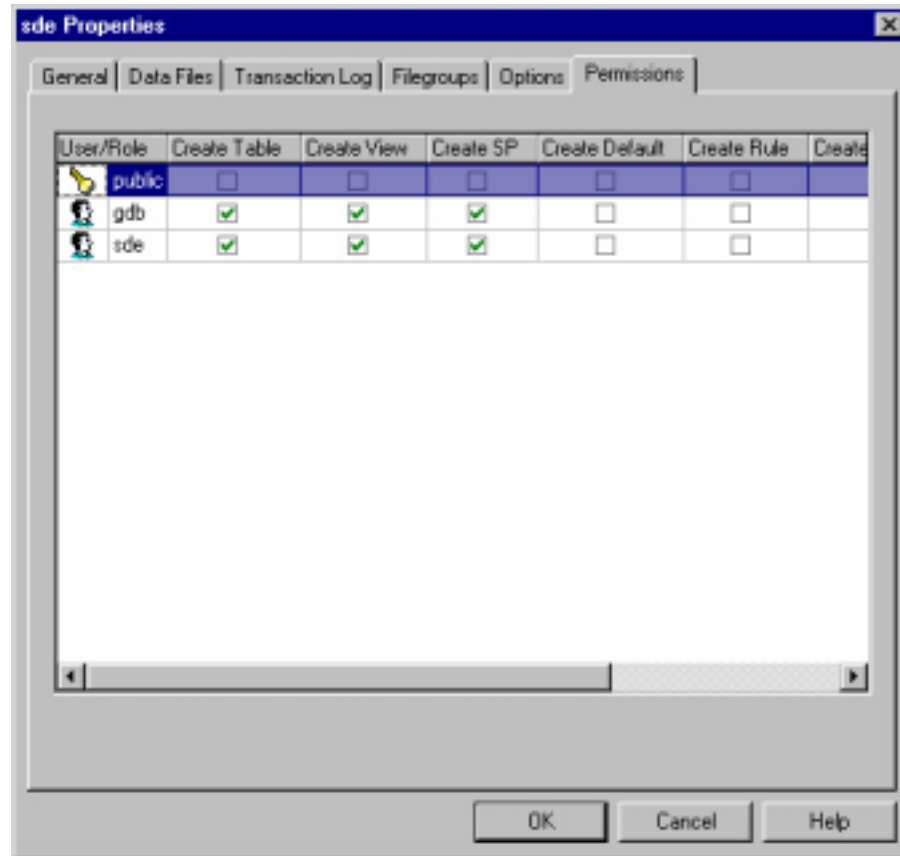 sde Properties
General Data Files Transaction Log Filegroups Options Permissions
User/Role Create Table Create View Create SP Create Default Create Rule Create
public
gdb
sde
OK Cancel Help